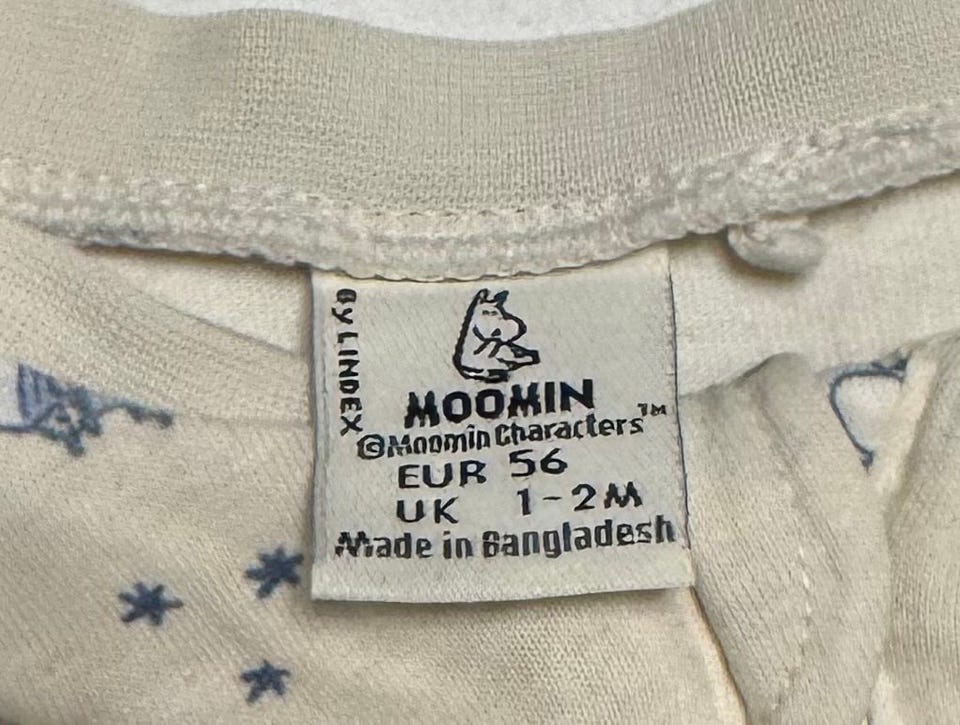 By LINDEX
MOOMIN
©Moomin Characters™
EUR 56
UK 1-2M
Made in Bangladesh